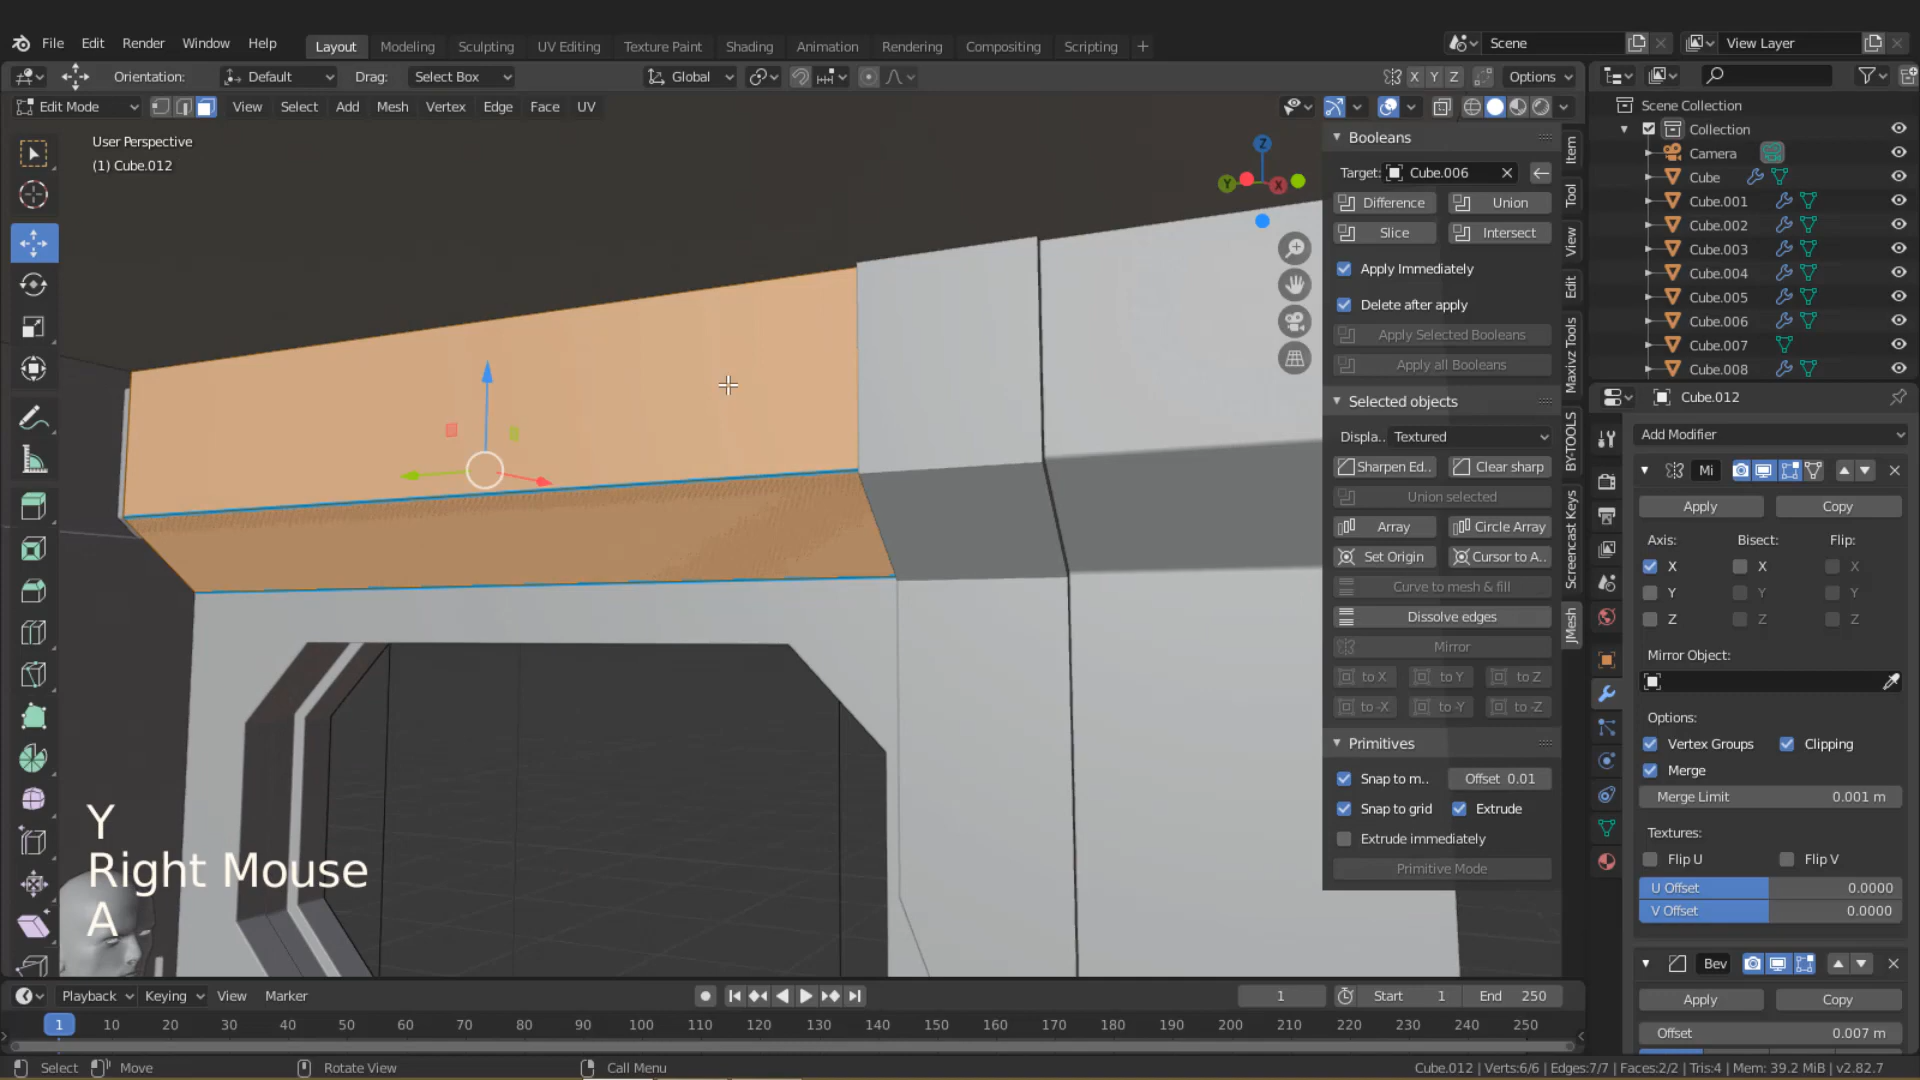 File Edit Render Window Help Layout Modeling Sculpting UV Editing Texture Paint Shading Animation Rendering Compositing Scripting + Scene View Layer
Orientation: Default Drag: Select Box Global X Y Z Options
Edit Mode View Select Add Mesh Vertex Edge Face UV
User Perspective
(1) Cube.012
Z
Y
X
Booleans
Target: Cube.006
Difference Union
Slice Intersect
Apply Immediately
Delete after apply
Apply Selected Booleans
Apply all Booleans
Selected objects
Displa.. Textured
Sharpen Ed.. Clear sharp
Union selected
Array Circle Array
Set Origin Cursor to A..
Curve to mesh & fill
Dissolve edges
Mirror
to X to Y to Z
to -X to -Y to -Z
Primitives
Snap to m.. Offset 0.01
Snap to grid Extrude
Extrude immediately
Primitive Mode
Item
Tool
View
Edit
Maxivz Tools
BY-TOOLS
Screencast Keys
JMesh
Scene Collection
Collection
Camera
Cube
Cube.001
Cube.002
Cube.003
Cube.004
Cube.005
Cube.006
Cube.007
Cube.008
Cube.012
Add Modifier
Mi
Apply Copy
Axis: Bisect: Flip:
X X X
Y Y Y
Z Z Z
Mirror Object:
Options:
Vertex Groups Clipping
Merge
Merge Limit 0.001 m
Textures:
Flip U Flip V
U Offset 0.0000
V Offset 0.0000
Bev
Apply Copy
Offset 0.007 m
Y
Right Mouse
A
Playback Keying View Marker 1 Start 1 End 250
1 10 20 30 40 50 60 70 80 90 100 110 120 130 140 150 160 170 180 190 200 210 220 230 240 250
Select Move Rotate View Call Menu Cube.012 | Verts:6/6 | Edges:7/7 | Faces:2/2 | Tris:4 | Mem: 39.2 MiB | v2.82.7